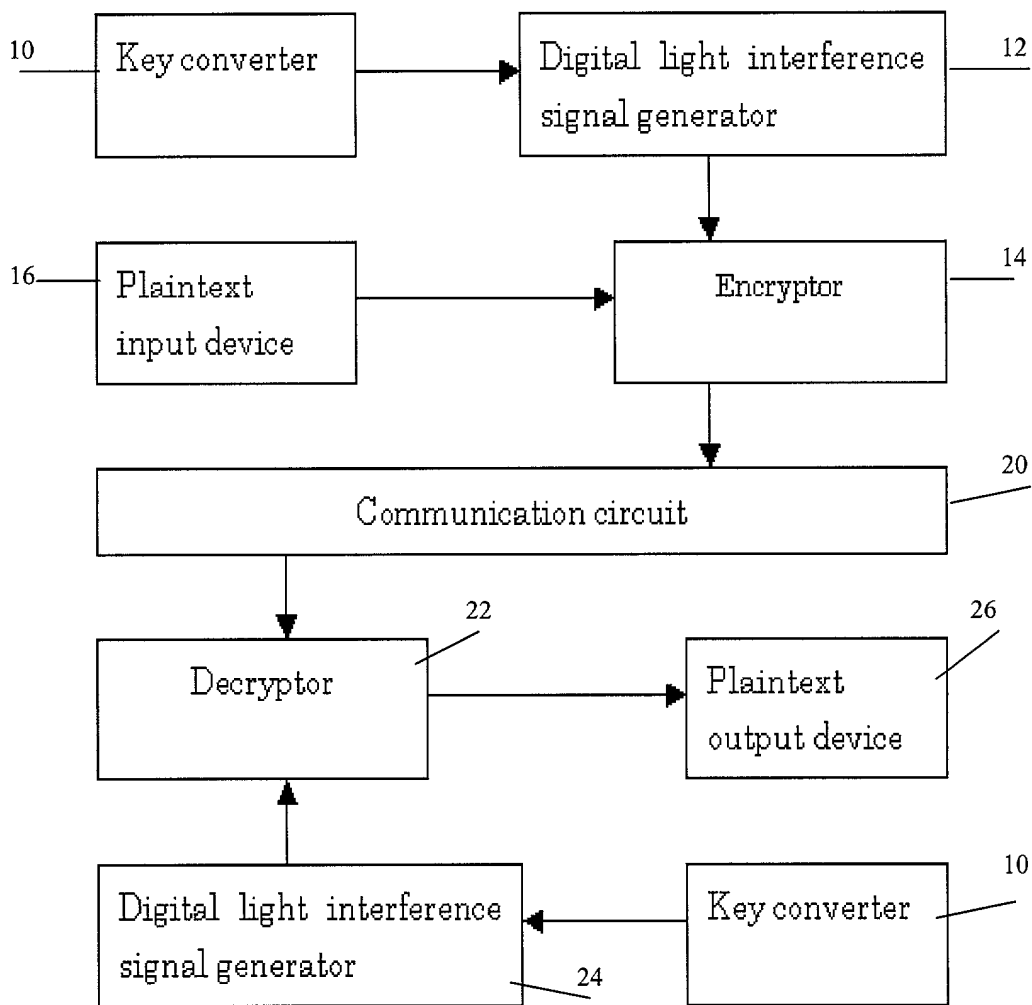 10
Key converter
Digital light interference
signal generator
12
16
Plaintext
input device
Encryptor
14
Communication circuit
20
Decryptor
22
Plaintext
output device
26
Digital light interference
signal generator
24
Key converter
10